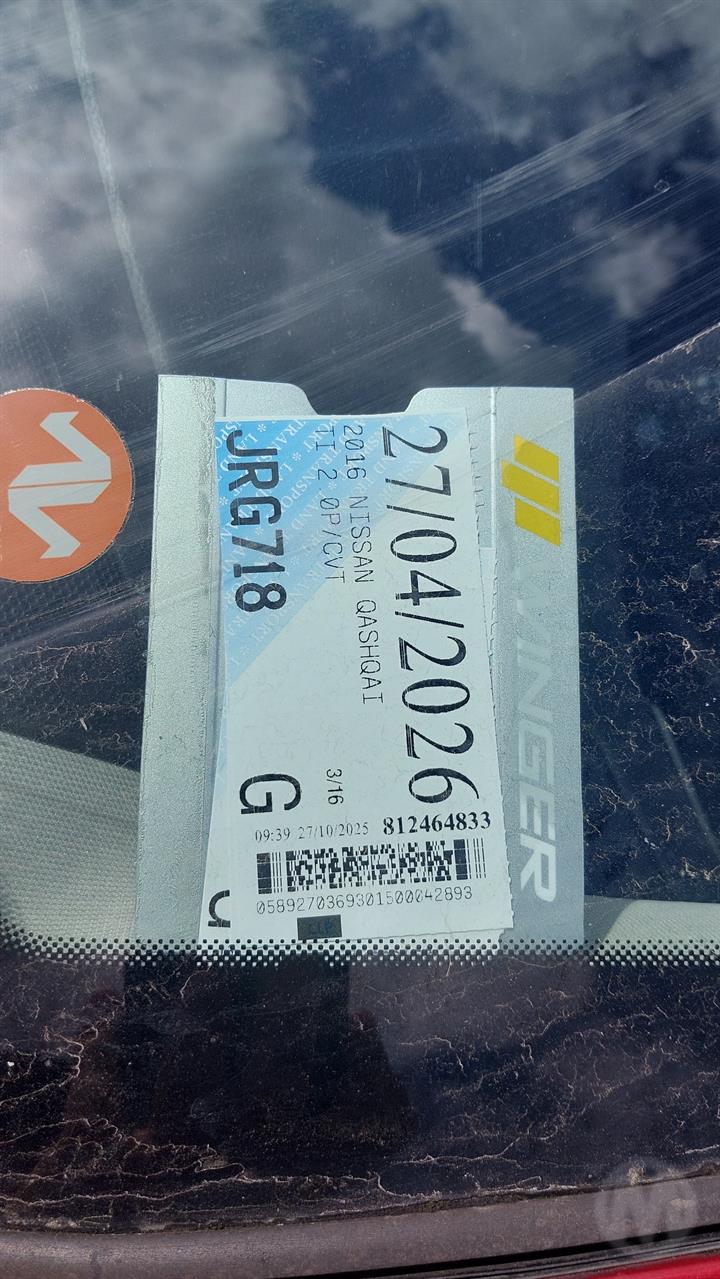 27/04/2026
2016 NISSAN QASHQAI
TI 2.0P/CVT
JRG718
3/16
G
09:39 27/10/2025 812464833
05892703693015000042893
WINGER